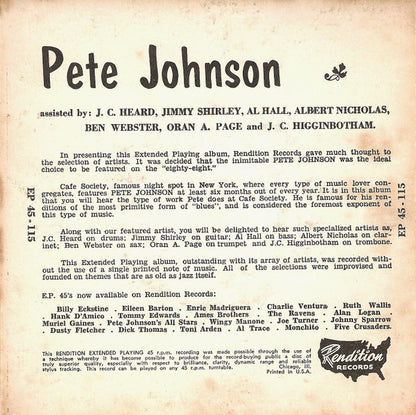 Pete Johnson
assisted by: J. C. HEARD, JIMMY SHIRLEY, AL HALL, ALBERT NICHOLAS,
BEN WEBSTER, ORAN A. PAGE and J. C. HIGGINBOTHAM.
In presenting this Extended Playing album, Rendition Records gave much thought to
the selection of artists. It was decided that the inimitable PETE JOHNSON was the ideal
choice to be featured on the "eighty-eight."
Cafe Society, famous night spot in New York, where every type of music lover con-
gregates, features PETE JOHNSON at least six months out of every year. It is in this album
that you will hear the type of work Pete does at Cafe Society. He is famous for his ren-
ditions of the most primitive form of "blues", and is considered the foremost exponent of
this type of music.
Along with our featured artist, you will be delighted to hear such specialized artists as,
J.C. Heard on drums; Jimmy Shirley on guitar; Al Hall on bass; Albert Nicholas on clar-
inet; Ben Webster on sax; Oran A. Page on trumpet and J.C. Higginbotham on trombone.
This Extended Playing album, outstanding with its array of artists, was recorded with-
out the use of a single printed note of music. All of the selections were improvised and
founded on themes that are as old as jazz itself.
E.P. 45's now available on Rendition Records:
Billy Eckstine . Eileen Barton . Enric Madriguera . Charlie Ventura . Ruth Wallis
. Hank D'Amico . Tommy Edwards . Ames Brothers . The Ravens . Alan Logan .
Muriel Gaines . Pete Johnson's All Stars . Wingy Manone . Joe Turner . Johnny Sparrow
. Dusty Fletcher . Dick Thomas . Toni Arden . Al Trace . Monchito . Five Crusaders.
This RENDITION EXTENDED PLAYING 45 r.p.m. recording was made possible through the use of
a technique whereby it has become possible to produce for the record-buying public a disc of
truly superior quality, especially with respect to brilliance, clarity, dynamic range and reliable
stylus tracking. This record can be played on any 45 r.p.m. turntable.
Chicago, Ill.
Printed in U.S.A.
Rendition
RECORDS
EP 45 - 115
EP 45 - 115